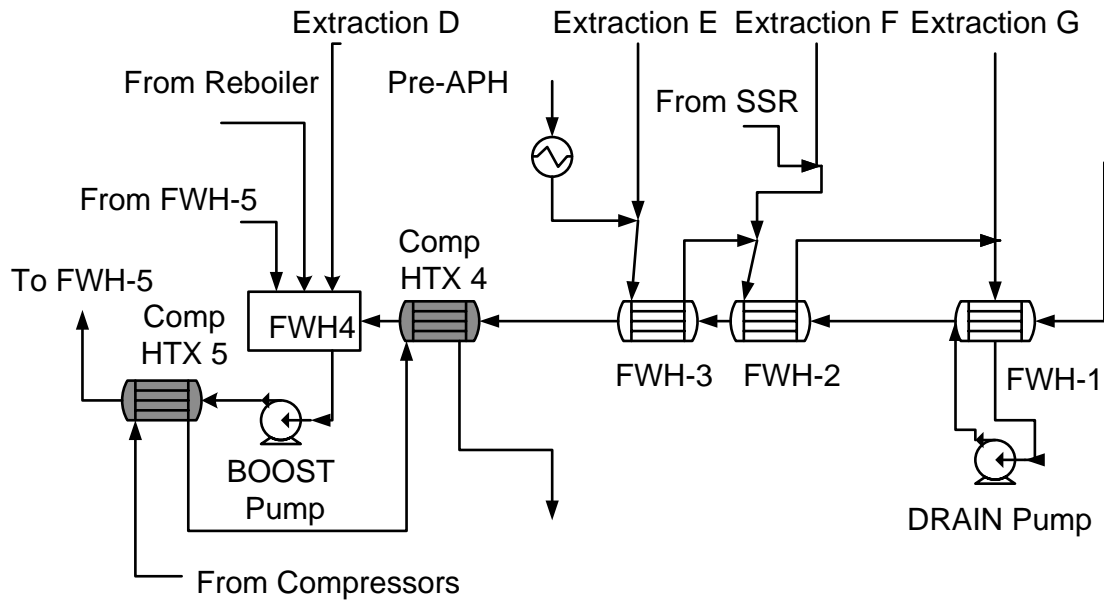 Extraction D
Extraction E
Extraction F
Extraction G
From Reboiler
Pre-APH
From SSR
From FWH-5
To FWH-5
Comp
HTX 4
Comp
HTX 5
FWH4
FWH-3
FWH-2
FWH-1
BOOST
Pump
DRAIN Pump
From Compressors